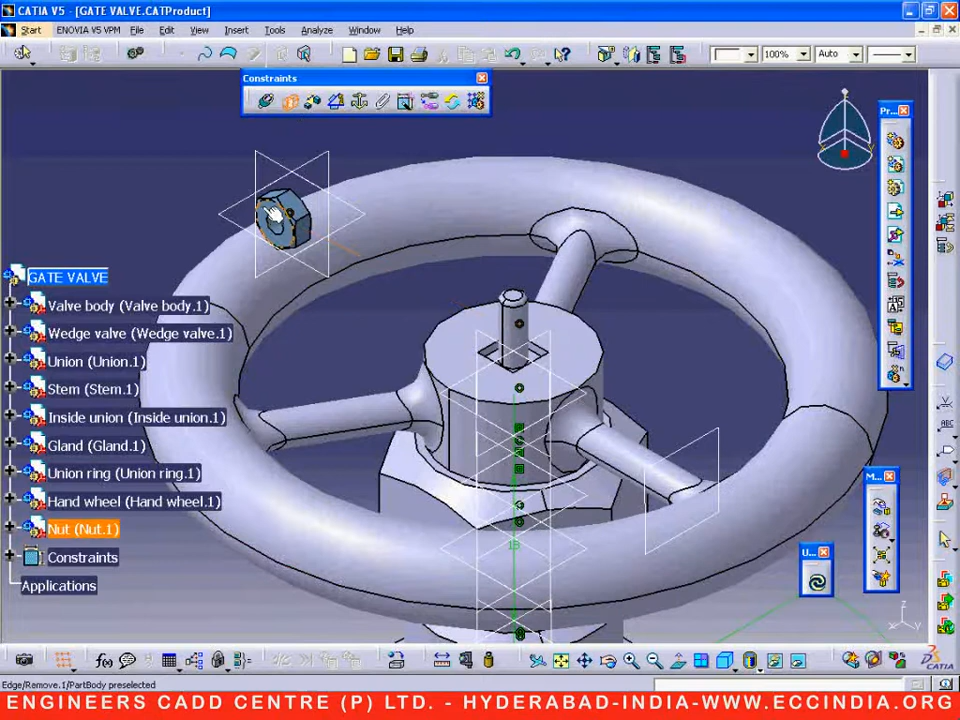 CATIA V5 - [GATE VALVE.CATProduct]
Start ENOVIA V5 VPM File Edit View Insert Tools Analyze Window Help
100% Auto
Constraints
Pr...
GATE VALVE
Valve body (Valve body.1)
Wedge valve (Wedge valve.1)
Union (Union.1)
Stem (Stem.1)
Inside union (Inside union.1)
Gland (Gland.1)
Union ring (Union ring.1)
Hand wheel (Hand wheel.1)
Nut (Nut.1)
Constraints
Applications
M...
U...
Edge/Remove.1/PartBody preselected
ENGINEERS CADD CENTRE (P) LTD. - HYDERABAD-INDIA-WWW.ECCINDIA.ORG